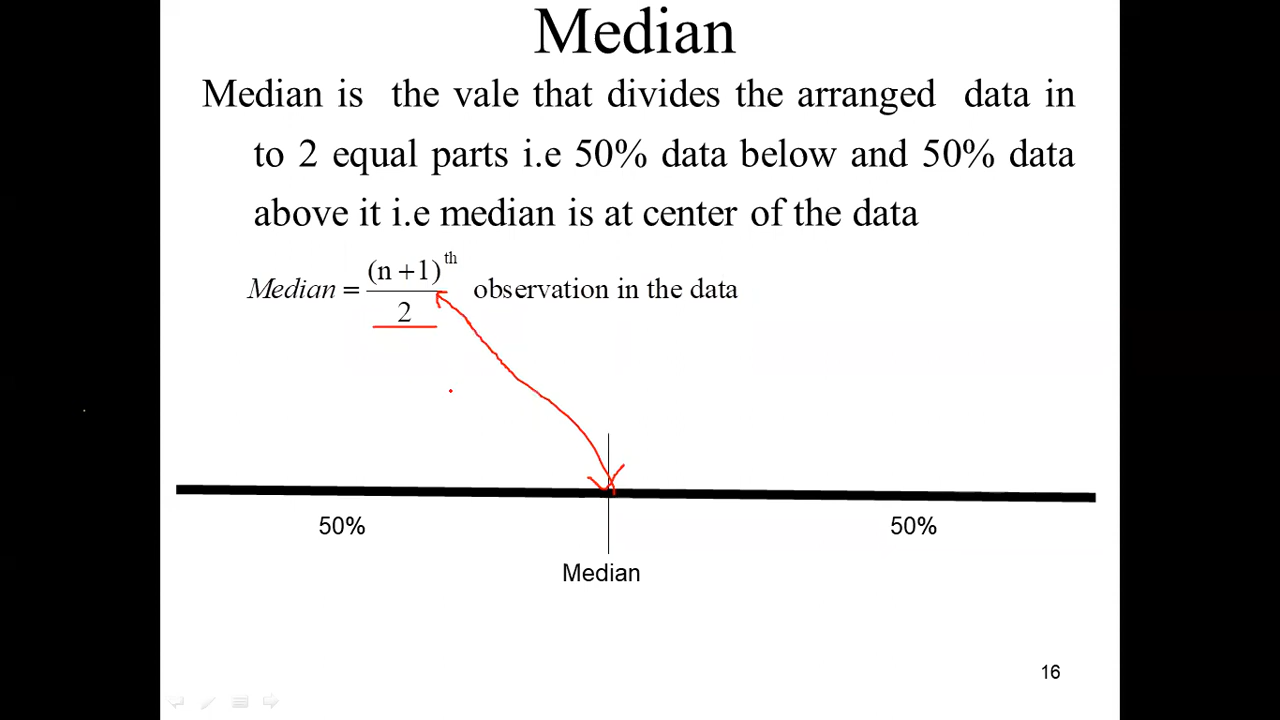 Median
Median is the vale that divides the arranged data in
to 2 equal parts i.e 50% data below and 50% data
above it i.e median is at center of the data
Median = (n +1)th / 2 observation in the data
50% 50%
Median
16